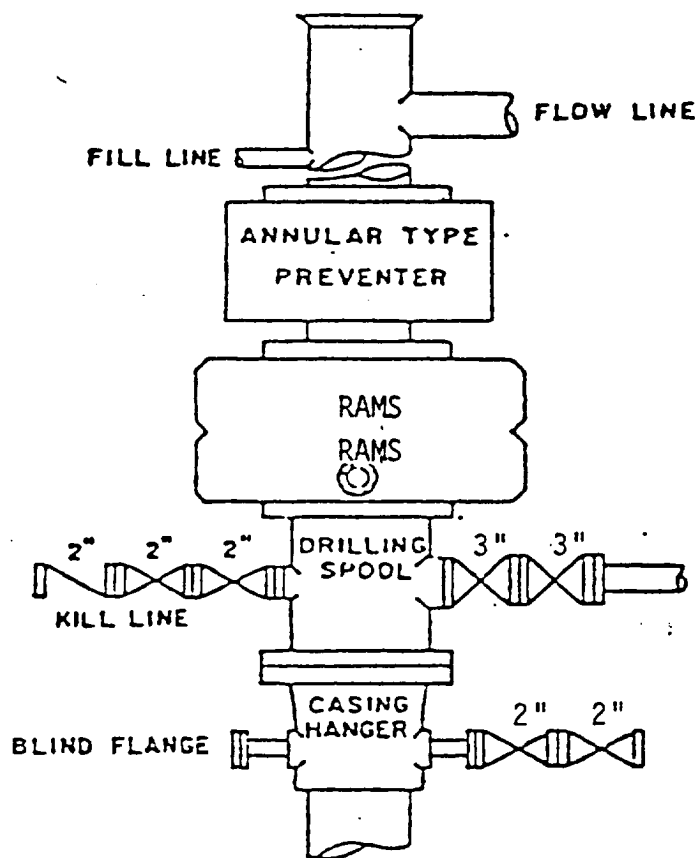 FLOW LINE
FILL LINE
ANNULAR TYPE
PREVENTER
RAMS
RAMS
2" 2" 2"
DRILLING
SPOOL
3" 3"
KILL LINE
CASING
HANGER
2" 2"
BLIND FLANGE